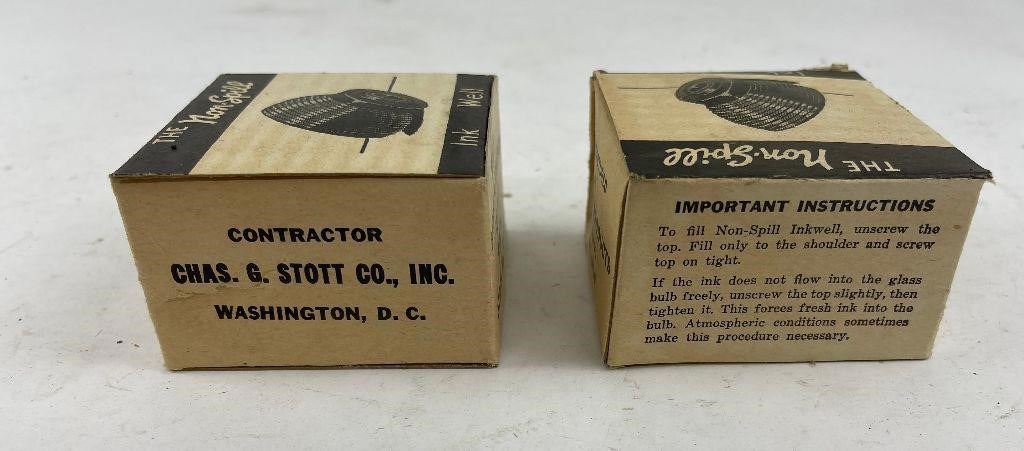 THE Non-Spill
Ink Well
CONTRACTOR
CHAS. G. STOTT CO., INC.
WASHINGTON, D. C.
THE Non-Spill
IMPORTANT INSTRUCTIONS
To fill Non-Spill Inkwell, unscrew the
top. Fill only to the shoulder and screw
top on tight.
If the ink does not flow into the glass
bulb freely, unscrew the top slightly, then
tighten it. This forces fresh ink into the
bulb. Atmospheric conditions sometimes
make this procedure necessary.